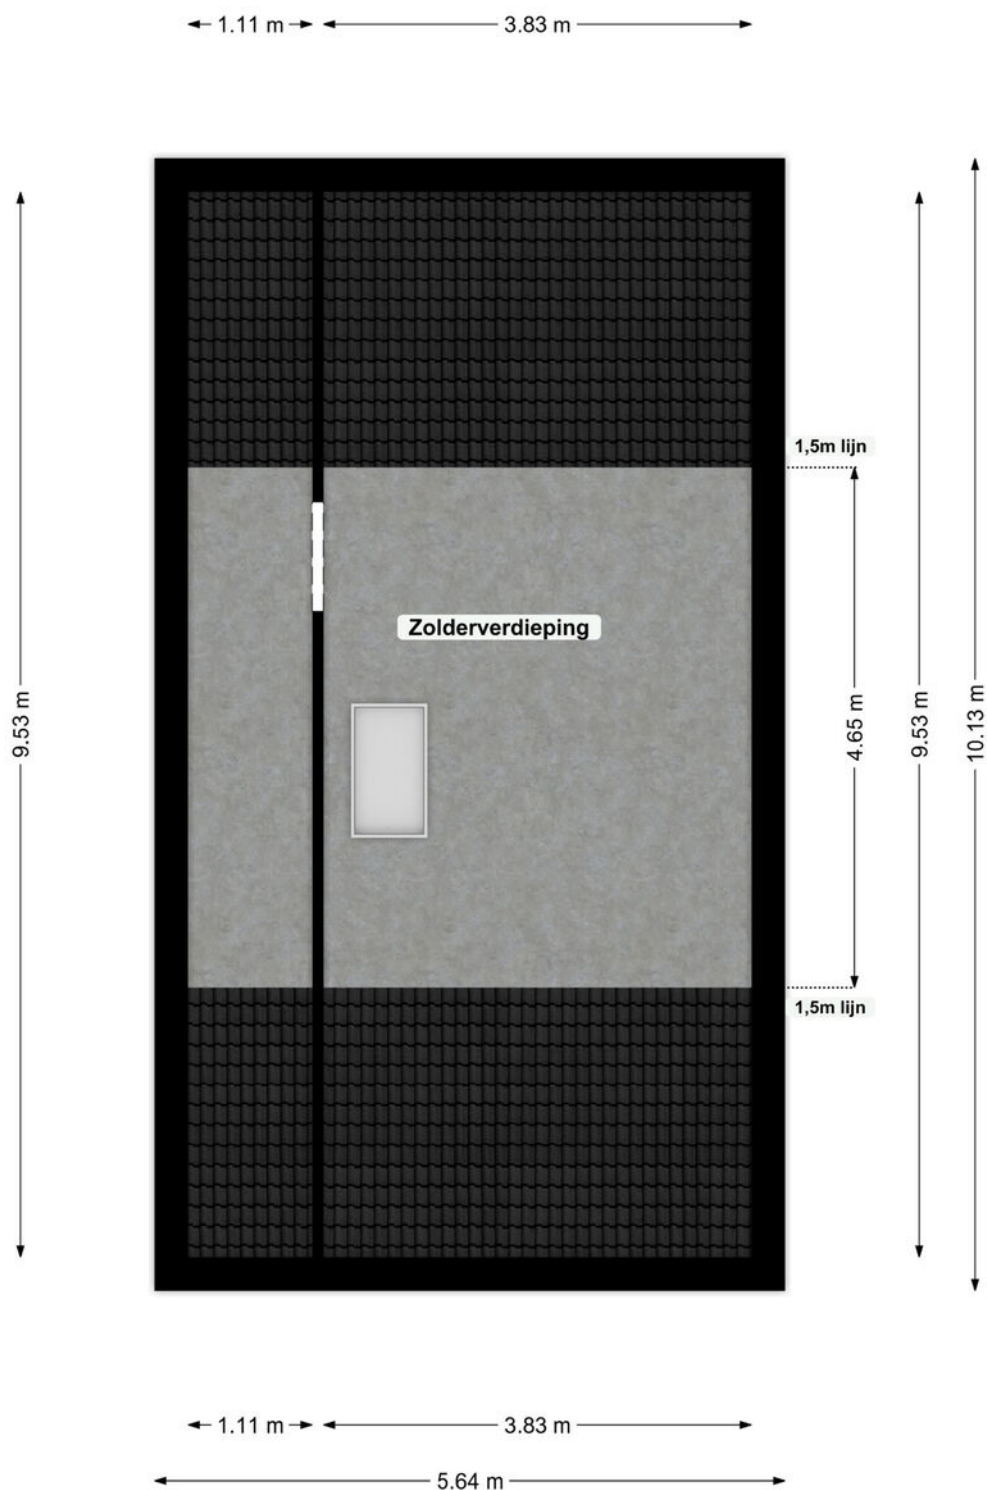 1.11 m
3.83 m
1,5m lijn
Zolderverdieping
9.53 m
4.65 m
9.53 m
10.13 m
1,5m lijn
1.11 m
3.83 m
5.64 m